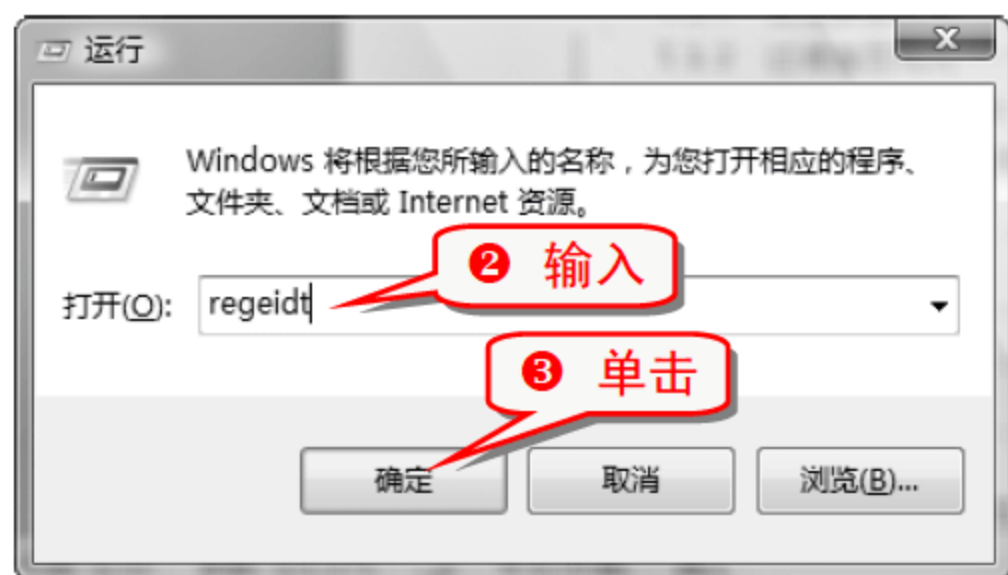 运行
Windows 将根据您所输入的名称，为您打开相应的程序、
文件夹、文档或 Internet 资源。
❷ 输入
打开(O): regeidt
❸ 单击
确定 取消 浏览(B)...